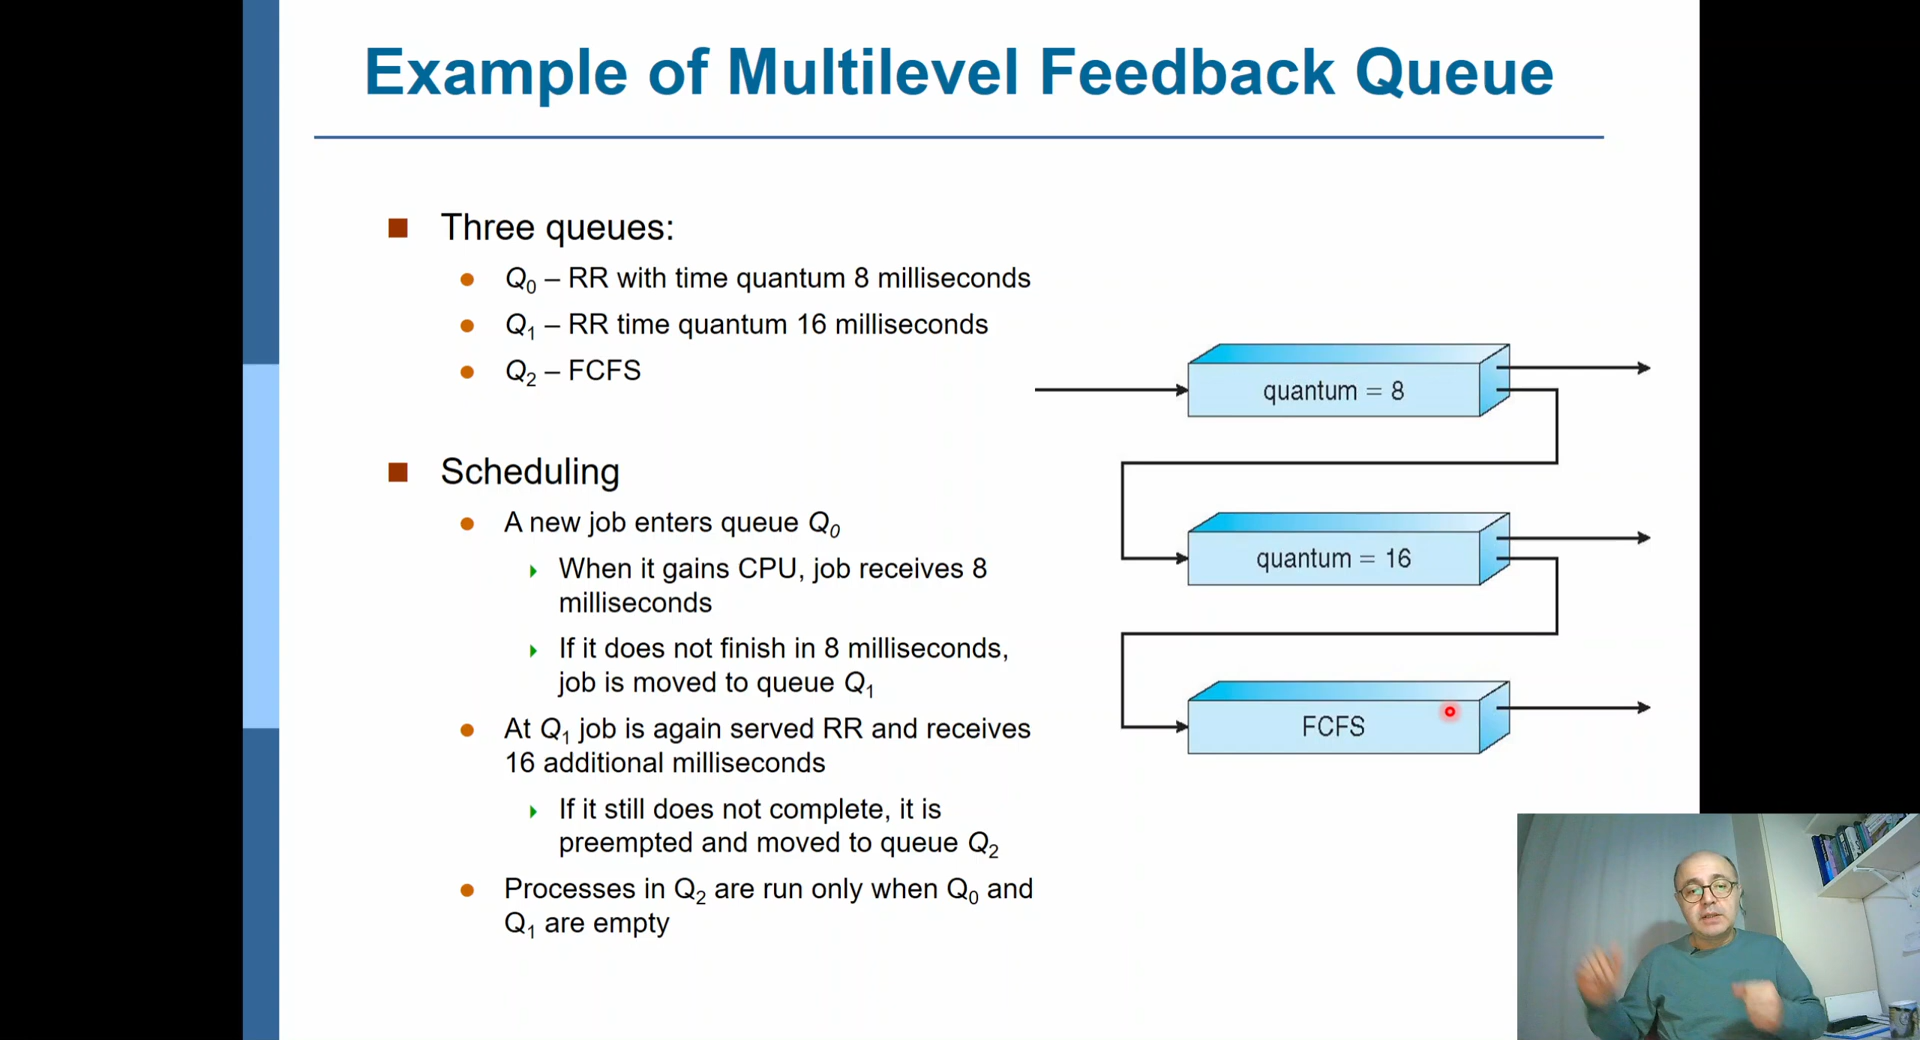 Example of Multilevel Feedback Queue
Three queues:
Q0 – RR with time quantum 8 milliseconds
Q1 – RR time quantum 16 milliseconds
Q2 – FCFS
Scheduling
A new job enters queue Q0
When it gains CPU, job receives 8
milliseconds
If it does not finish in 8 milliseconds,
job is moved to queue Q1
At Q1 job is again served RR and receives
16 additional milliseconds
If it still does not complete, it is
preempted and moved to queue Q2
Processes in Q2 are run only when Q0 and
Q1 are empty
quantum = 8
quantum = 16
FCFS